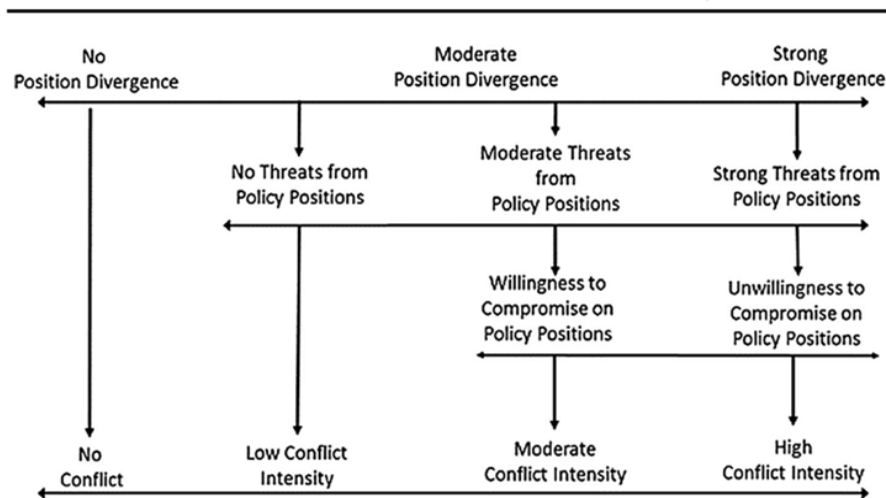 No
Position Divergence
Moderate
Position Divergence
Strong
Position Divergence
No Threats from
Policy Positions
Moderate Threats
from
Policy Positions
Strong Threats from
Policy Positions
Willingness to
Compromise on
Policy Positions
Unwillingness to
Compromise on
Policy Positions
No
Conflict
Low Conflict
Intensity
Moderate
Conflict Intensity
High
Conflict Intensity